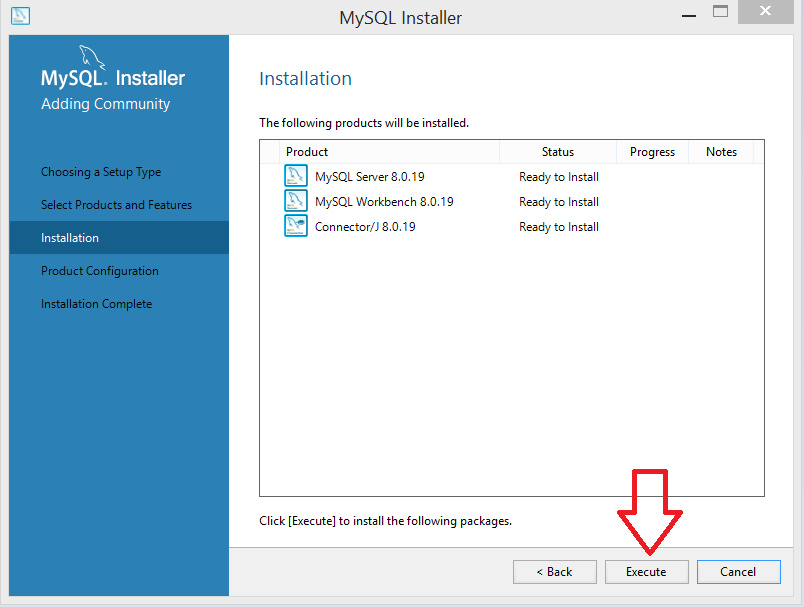 MySQL Installer
MySQL. Installer
Adding Community
Choosing a Setup Type
Select Products and Features
Installation
Product Configuration
Installation Complete
Installation
The following products will be installed.
Product Status Progress Notes
MySQL Server 8.0.19 Ready to Install
MySQL Workbench 8.0.19 Ready to Install
Connector/J 8.0.19 Ready to Install
Click [Execute] to install the following packages.
< Back Execute Cancel